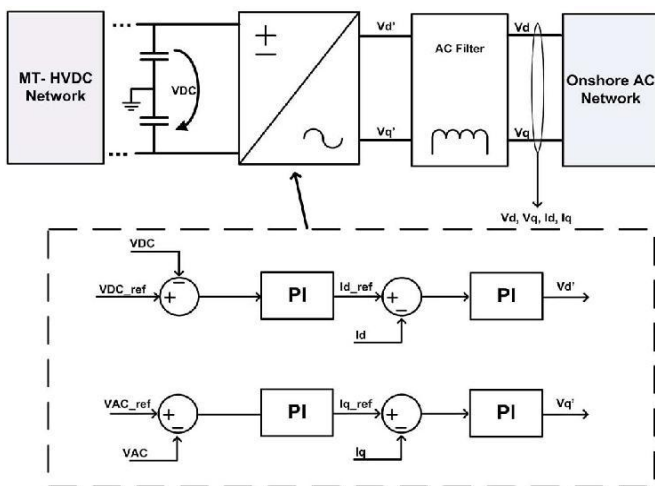 MT- HVDC
Network
VDC
Vd'
Vq'
AC Filter
Vd
Vq
Onshore AC
Network
Vd, Vq, Id, Iq
VDC
VDC_ref
PI
Id_ref
Id
PI
Vd'
VAC_ref
VAC
PI
Iq_ref
Iq
PI
Vq'